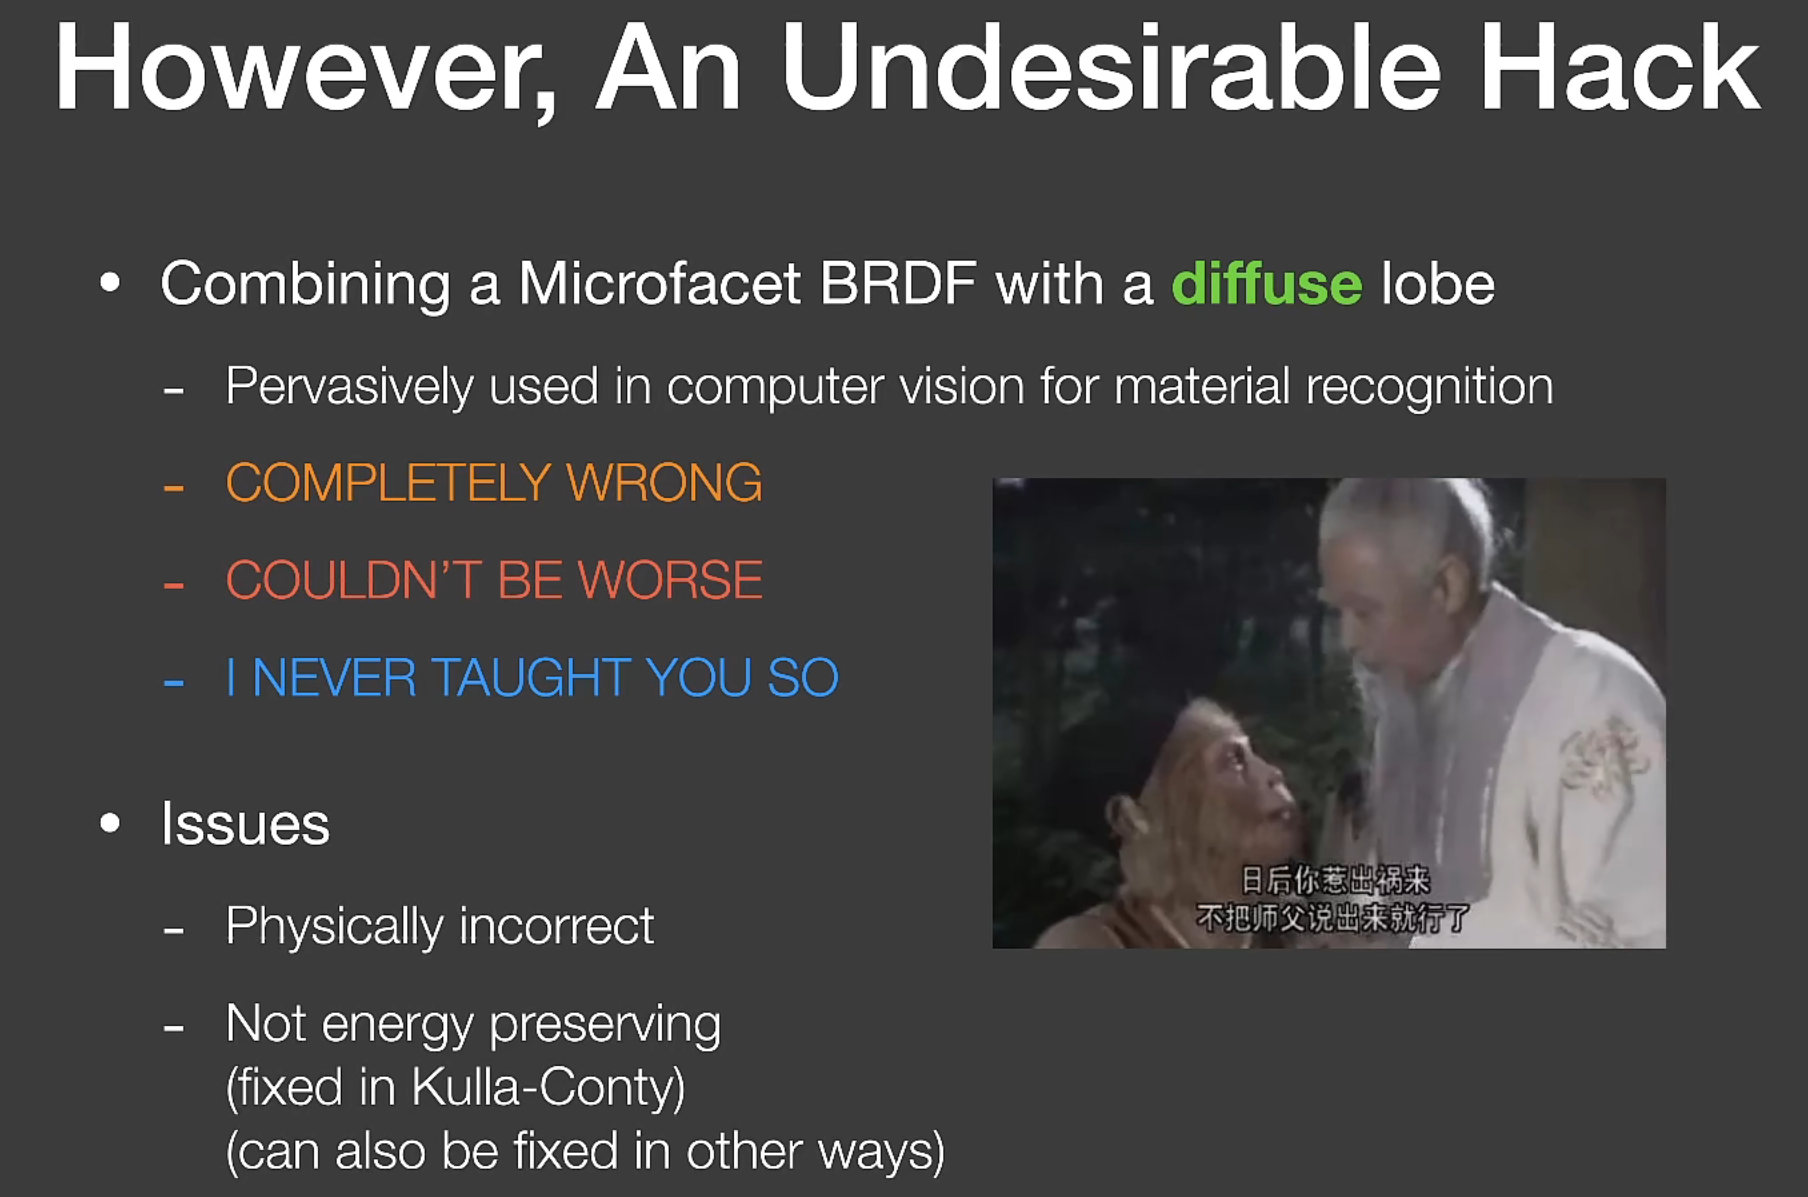 However, An Undesirable Hack
• Combining a Microfacet BRDF with a diffuse lobe
- Pervasively used in computer vision for material recognition
- COMPLETELY WRONG
- COULDN'T BE WORSE
- I NEVER TAUGHT YOU SO
• Issues
- Physically incorrect
- Not energy preserving
(fixed in Kulla-Conty)
(can also be fixed in other ways)
日后你惹出祸来
不把师父说出来就行了